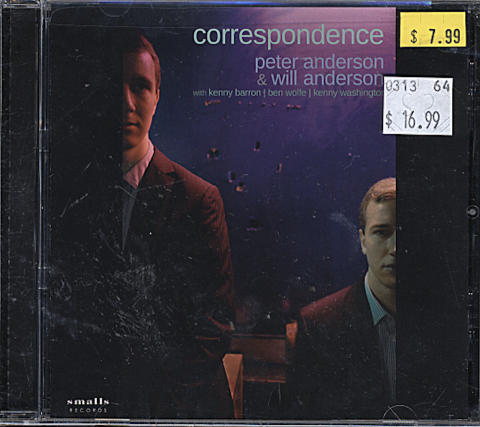 correspondence
peter anderson
& will anderson
with kenny barron | ben wolfe | kenny washington
$ 7.99
0313 64
$ 16.99
smalls
RECORDS